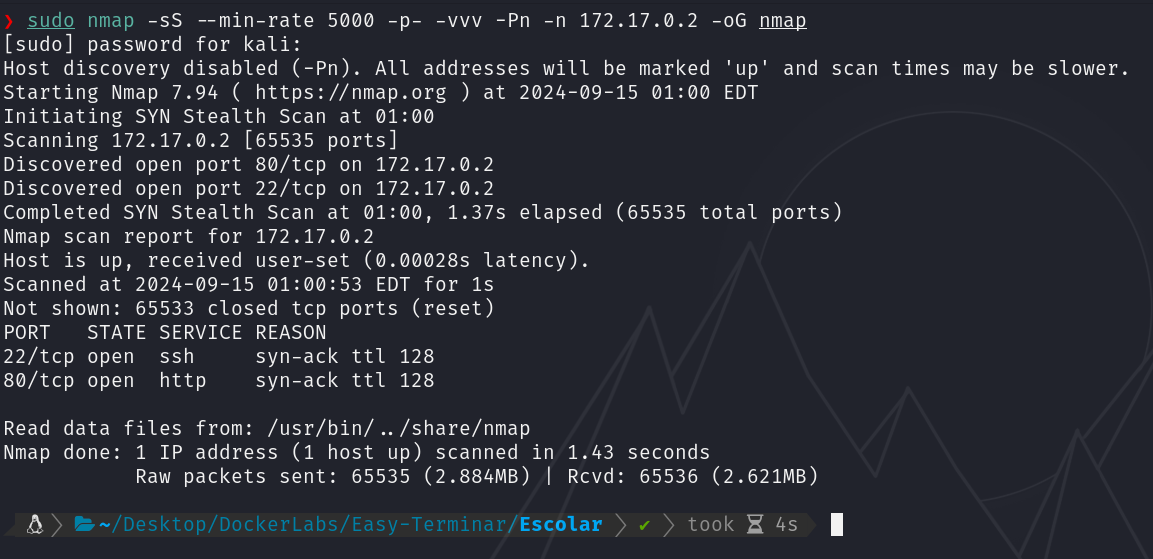 ❯ sudo nmap -sS --min-rate 5000 -p- -vvv -Pn -n 172.17.0.2 -oG nmap
[sudo] password for kali:
Host discovery disabled (-Pn). All addresses will be marked 'up' and scan times may be slower.
Starting Nmap 7.94 ( https://nmap.org ) at 2024-09-15 01:00 EDT
Initiating SYN Stealth Scan at 01:00
Scanning 172.17.0.2 [65535 ports]
Discovered open port 80/tcp on 172.17.0.2
Discovered open port 22/tcp on 172.17.0.2
Completed SYN Stealth Scan at 01:00, 1.37s elapsed (65535 total ports)
Nmap scan report for 172.17.0.2
Host is up, received user-set (0.00028s latency).
Scanned at 2024-09-15 01:00:53 EDT for 1s
Not shown: 65533 closed tcp ports (reset)
PORT   STATE SERVICE REASON
22/tcp open  ssh     syn-ack ttl 128
80/tcp open  http    syn-ack ttl 128
Read data files from: /usr/bin/../share/nmap
Nmap done: 1 IP address (1 host up) scanned in 1.43 seconds
Raw packets sent: 65535 (2.884MB) | Rcvd: 65536 (2.621MB)
~/Desktop/DockerLabs/Easy-Terminar/Escolar ✔ took 4s